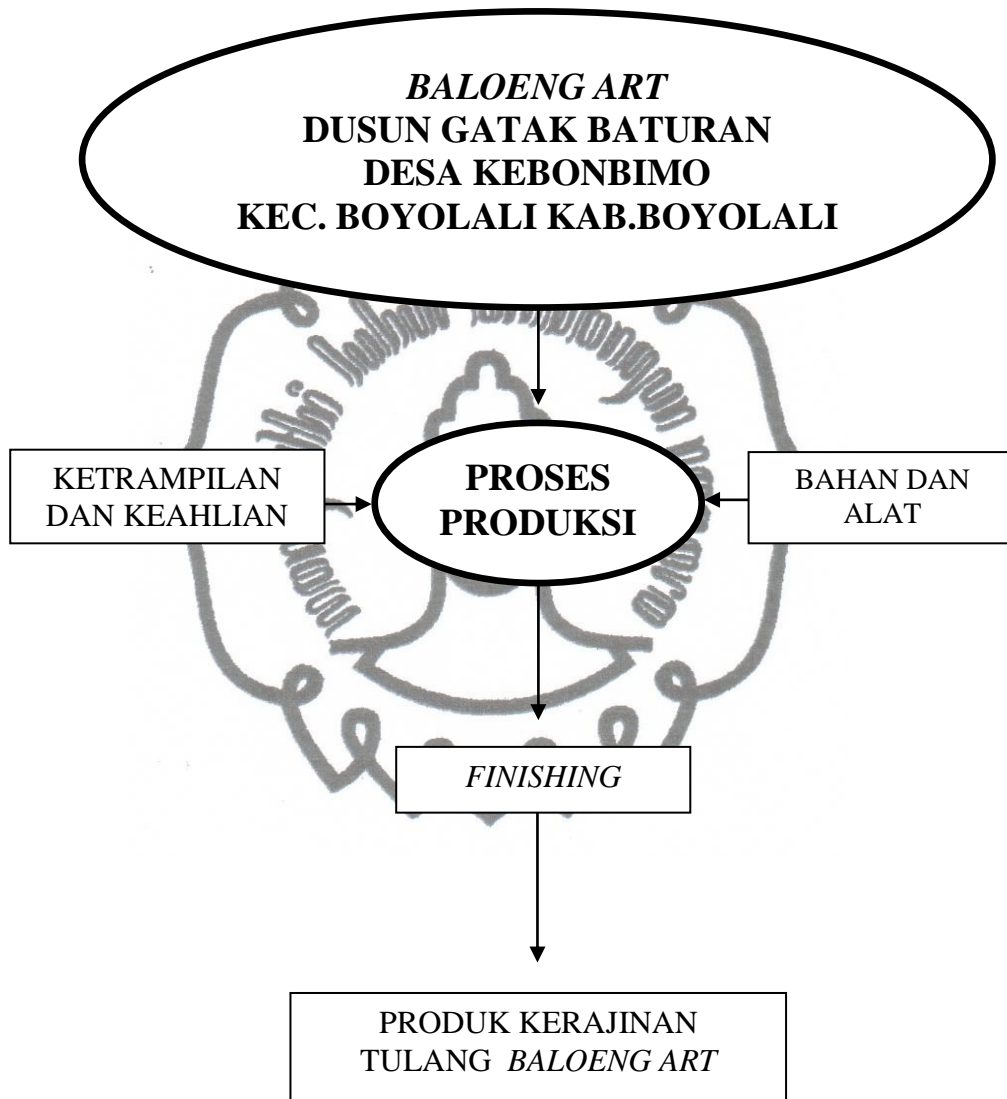 BALOENG ART
DUSUN GATAK BATURAN
DESA KEBONBIMO
KEC. BOYOLALI KAB.BOYOLALI
KETRAMPILAN
DAN KEAHLIAN
PROSES
PRODUKSI
BAHAN DAN
ALAT
FINISHING
PRODUK KERAJINAN
TULANG BALOENG ART